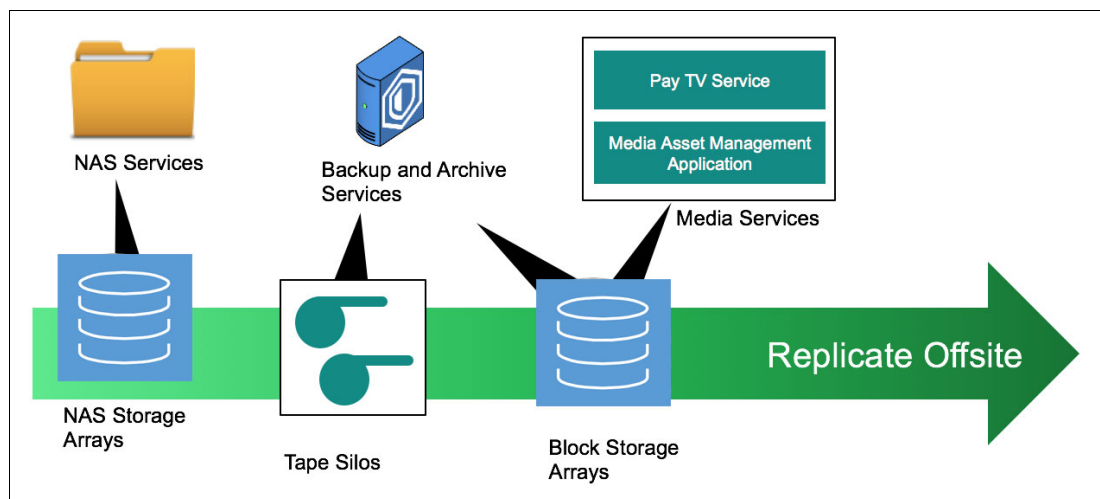 Pay TV Service
Media Asset Management
Application
NAS Services
Backup and Archive
Services
Media Services
Replicate Offsite
NAS Storage
Arrays
Tape Silos
Block Storage
Arrays